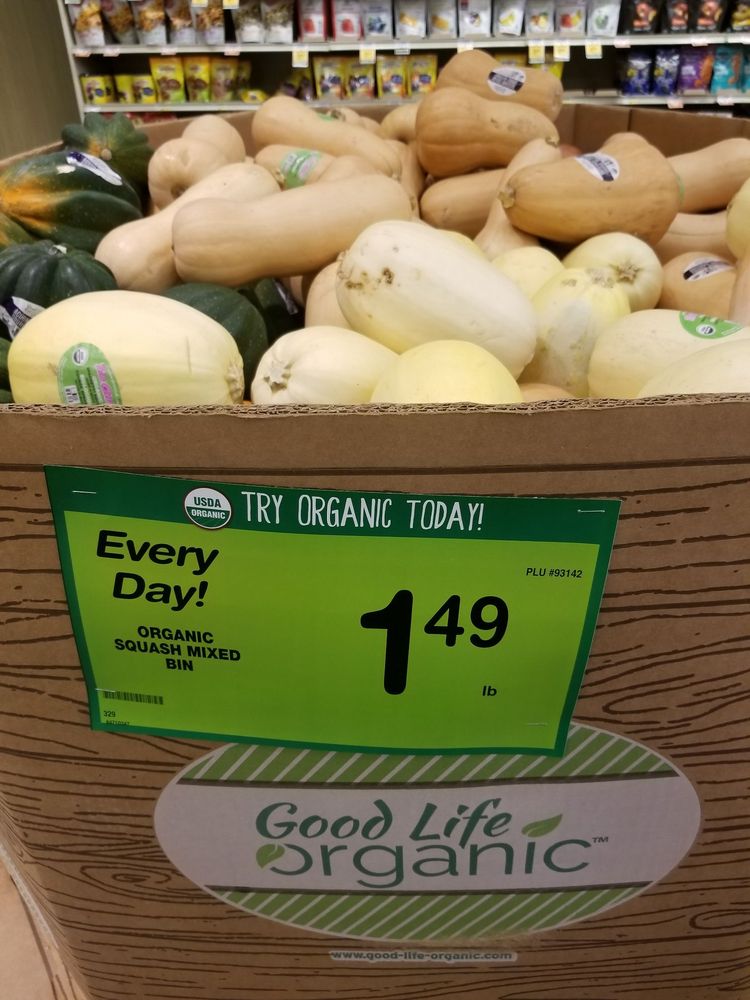 USDA
ORGANIC
TRY ORGANIC TODAY!
Every
Day!
PLU #93142
ORGANIC
SQUASH MIXED
BIN
1 49
lb
329
Good Life
organic™
www.good-life-organic.com